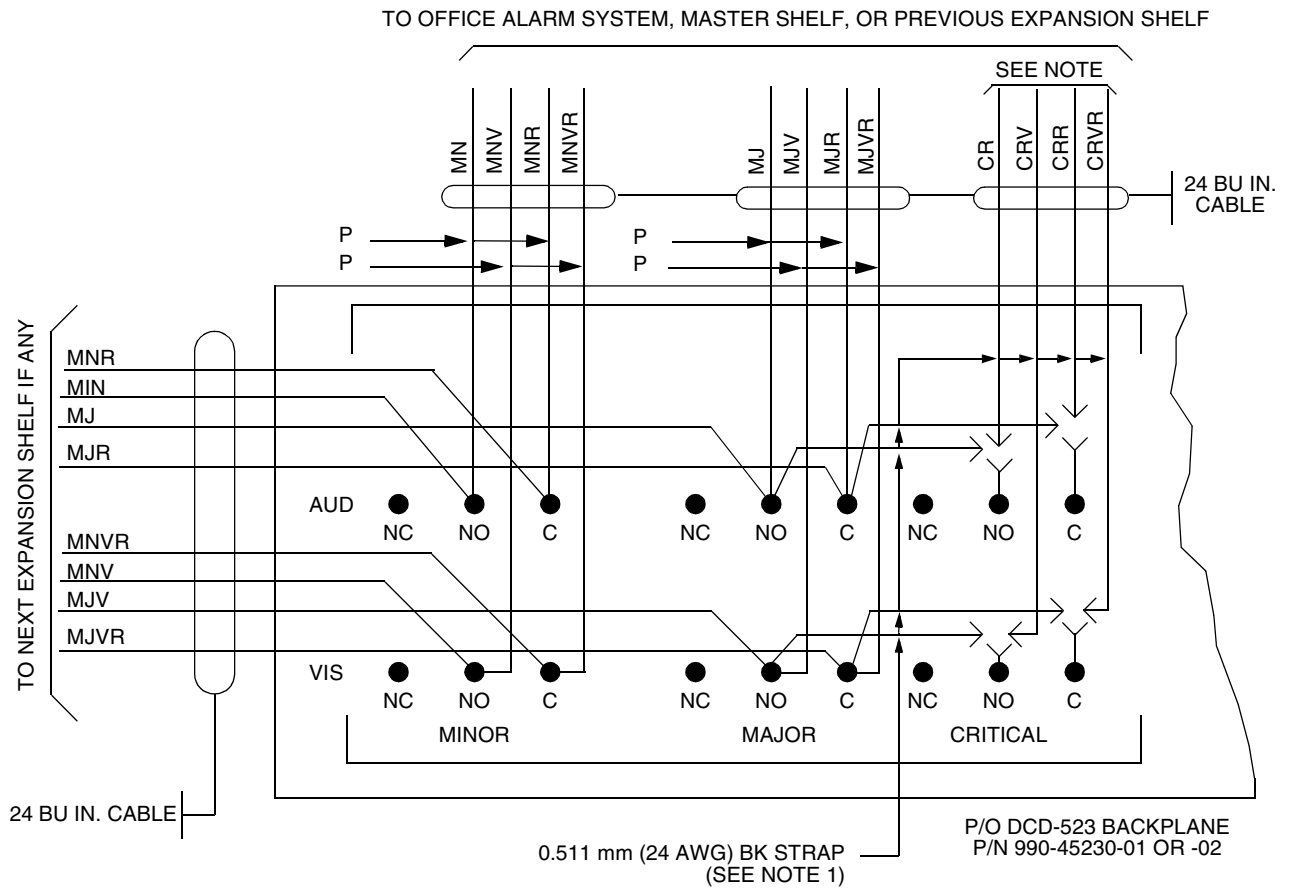 TO OFFICE ALARM SYSTEM, MASTER SHELF, OR PREVIOUS EXPANSION SHELF
SEE NOTE
MN
MNV
MNR
MNVR
MJ
MJV
MJR
MJVR
CR
CRV
CRR
CRVR
24 BU IN.
CABLE
P
P
P
P
TO NEXT EXPANSION SHELF IF ANY
MNR
MIN
MJ
MJR
AUD
NC
NO
C
NC
NO
C
NC
NO
C
MNVR
MNV
MJV
MJVR
VIS
NC
NO
C
NC
NO
C
NC
NO
C
MINOR
MAJOR
CRITICAL
24 BU IN. CABLE
P/O DCD-523 BACKPLANE
P/N 990-45230-01 OR -02
0.511 mm (24 AWG) BK STRAP
(SEE NOTE 1)